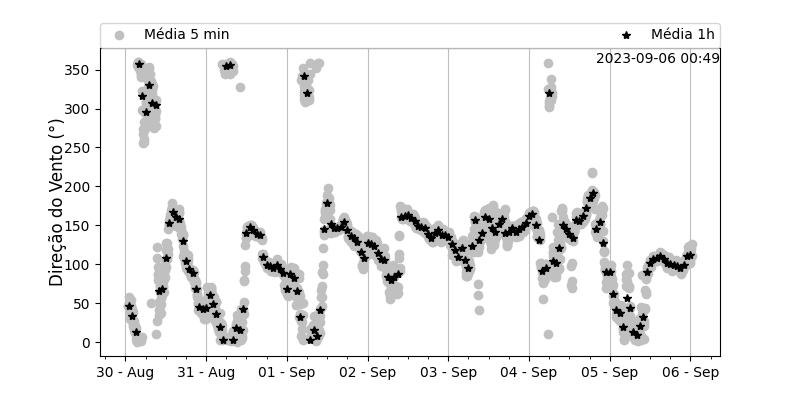 Média 5 min
Média 1h
2023-09-06 00:49
Direção do Vento (°)
350
300
250
200
150
100
50
0
30 - Aug
31 - Aug
01 - Sep
02 - Sep
03 - Sep
04 - Sep
05 - Sep
06 - Sep